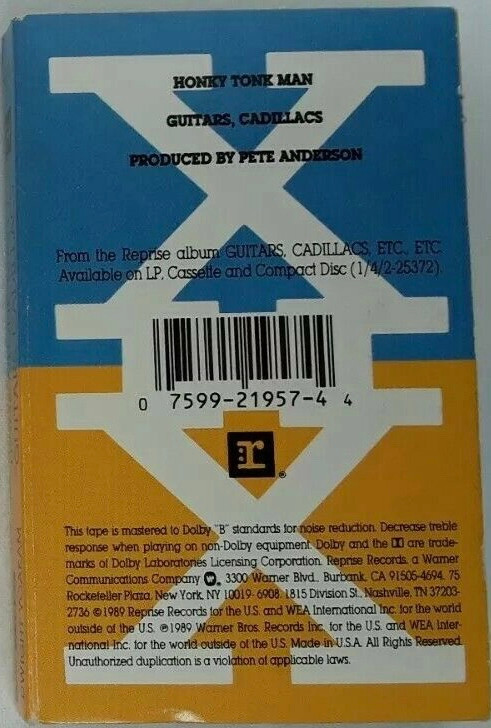 HONKY TONK MAN
GUITARS, CADILLACS
PRODUCED BY PETE ANDERSON
From the Reprise album GUITARS, CADILLACS, ETC., ETC.
Available on LP, Cassette and Compact Disc (1/4/2-25372).
0 7599-21957-4 4
r®
This tape is mastered to Dolby "B" standards for noise reduction. Decrease treble
response when playing on non-Dolby equipment. Dolby and the are trade-
marks of Dolby Laboratories Licensing Corporation. Reprise Records, a Warner
Communications Company, 3300 Warner Blvd., Burbank, CA 91505-4694. 75
Rockefeller Plaza, New York, NY 10019-6908. 1815 Division St., Nashville, TN 37203-
2736 ©1989 Reprise Records for the U.S. and WEA International Inc. for the world
outside of the U.S. ℗1989 Warner Bros. Records Inc. for the U.S. and WEA Inter-
national Inc. for the world outside of the U.S. Made in U.S.A. All Rights Reserved.
Unauthorized duplication is a violation of applicable laws.